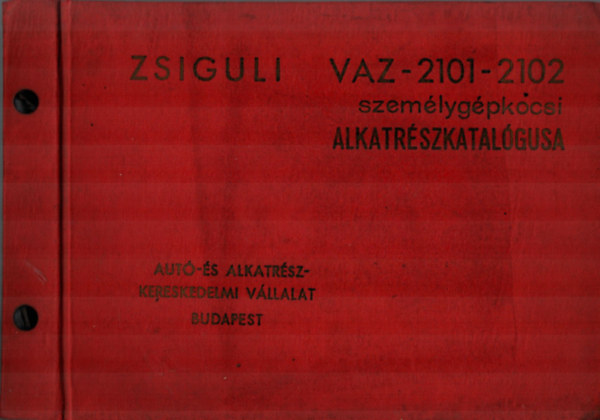 ZSIGULI VAZ-2101-2102
személygépkocsi
ALKATRÉSZKATALÓGUSA
AUTÓ-ÉS ALKATRÉSZ-
KERESKEDELMI VÁLLALAT
BUDAPEST